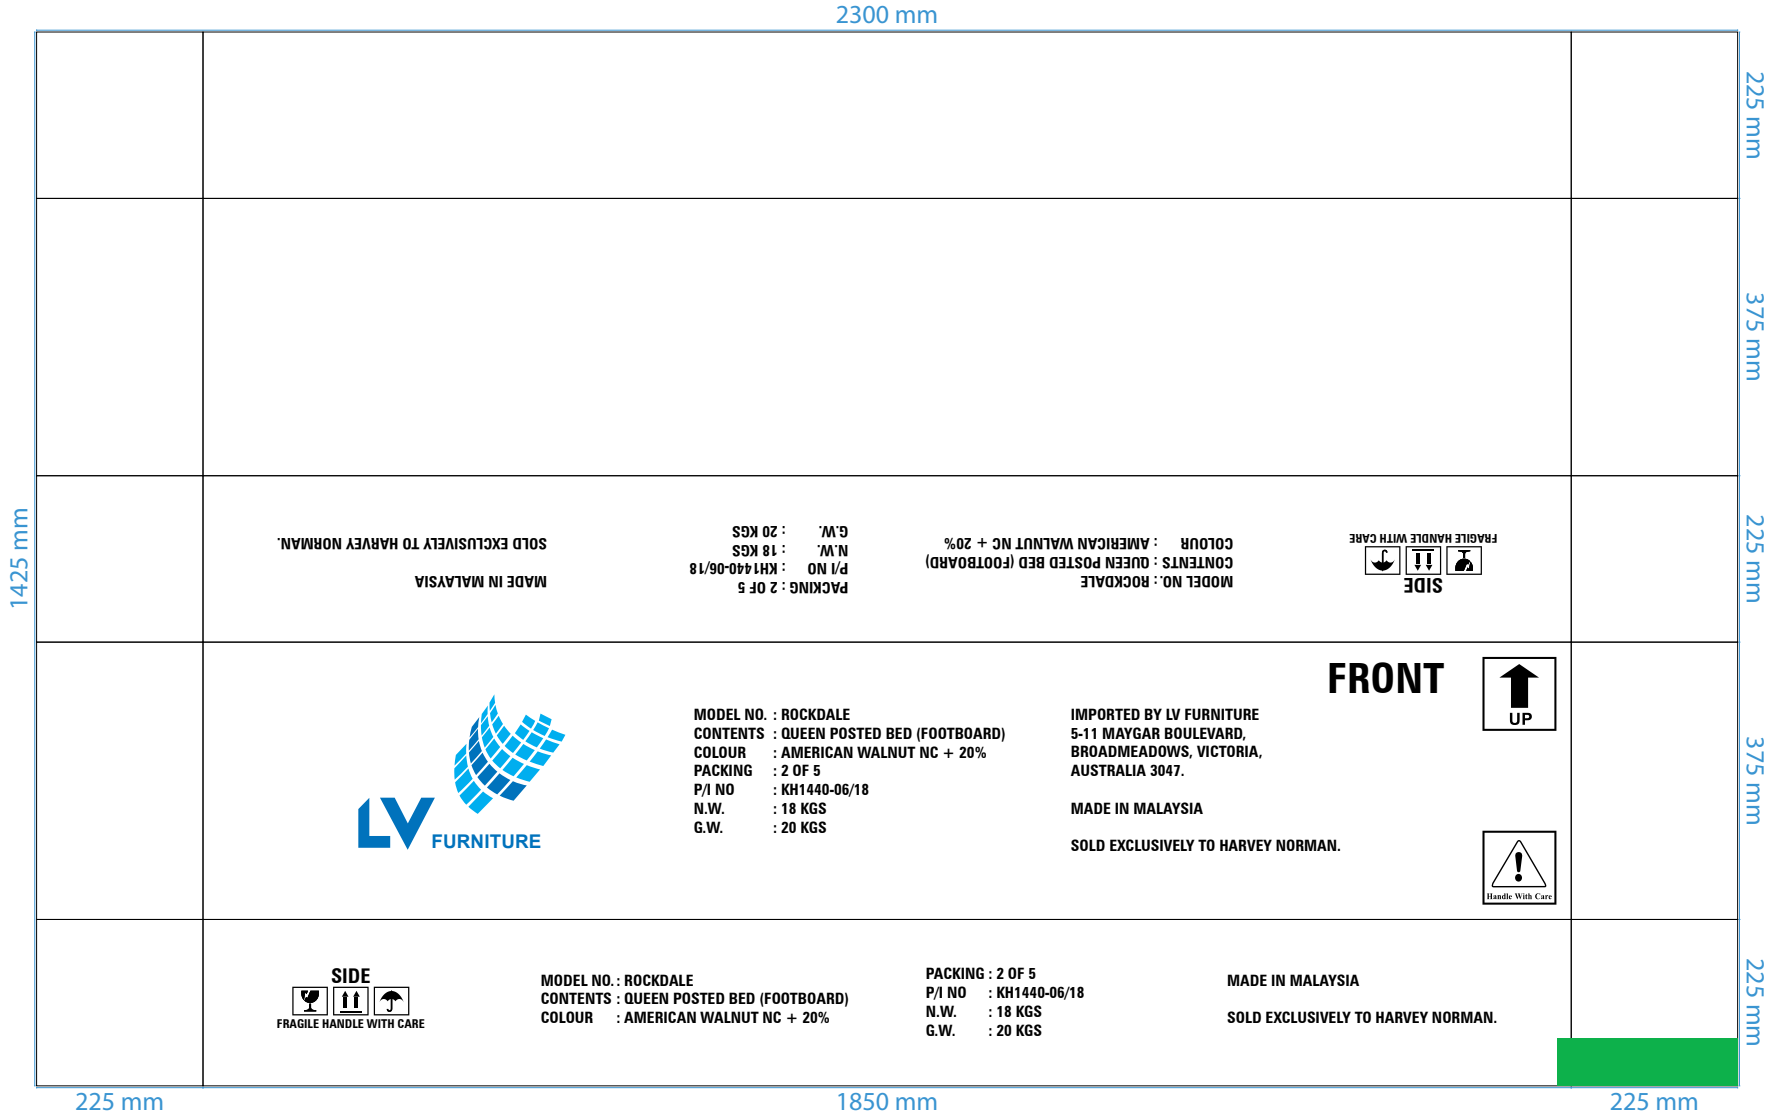 2300 mm
225 mm
375 mm
1425 mm
225 mm
SIDE
FRAGILE HANDLE WITH CARE
MODEL NO.: ROCKDALE
CONTENTS : QUEEN POSTED BED (FOOTBOARD)
COLOUR : AMERICAN WALNUT NC + 20%
PACKING : 2 OF 5
P/I NO : KH1440-06/18
N.W. : 18 KGS
G.W. : 20 KGS
MADE IN MALAYSIA
SOLD EXCLUSIVELY TO HARVEY NORMAN.
FRONT
UP
LV
FURNITURE
MODEL NO. : ROCKDALE
CONTENTS : QUEEN POSTED BED (FOOTBOARD)
COLOUR : AMERICAN WALNUT NC + 20%
PACKING : 2 OF 5
P/I NO : KH1440-06/18
N.W. : 18 KGS
G.W. : 20 KGS
IMPORTED BY LV FURNITURE
5-11 MAYGAR BOULEVARD,
BROADMEADOWS, VICTORIA,
AUSTRALIA 3047.
MADE IN MALAYSIA
SOLD EXCLUSIVELY TO HARVEY NORMAN.
Handle With Care
375 mm
SIDE
FRAGILE HANDLE WITH CARE
MODEL NO. : ROCKDALE
CONTENTS : QUEEN POSTED BED (FOOTBOARD)
COLOUR : AMERICAN WALNUT NC + 20%
PACKING : 2 OF 5
P/I NO : KH1440-06/18
N.W. : 18 KGS
G.W. : 20 KGS
MADE IN MALAYSIA
SOLD EXCLUSIVELY TO HARVEY NORMAN.
225 mm
225 mm
1850 mm
225 mm